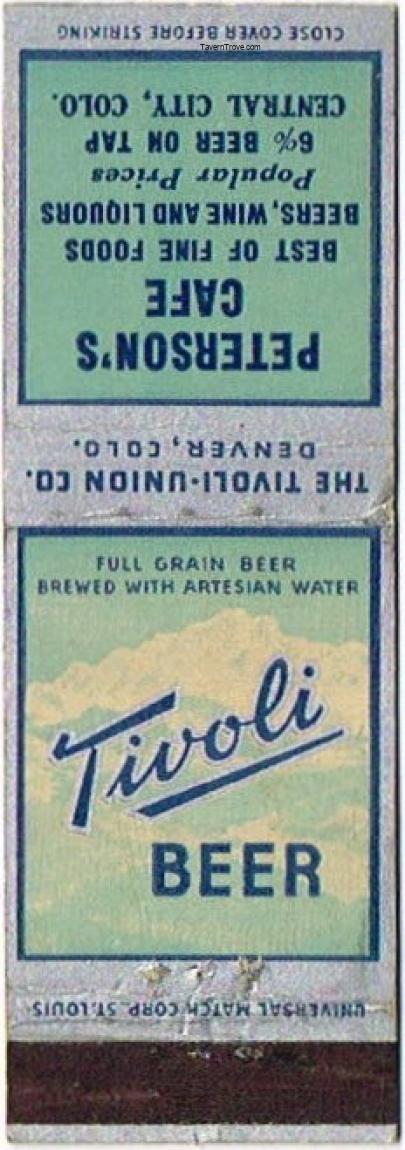 CLOSE COVER BEFORE STRIKING
TavernTrove.com
PETERSON'S
CAFE
BEST OF FINE FOODS
BEERS, WINE AND LIQUORS
Popular Prices
6% BEER ON TAP
CENTRAL CITY, COLO.
THE TIVOLI-UNION CO.
DENVER, COLO.
FULL GRAIN BEER
BREWED WITH ARTESIAN WATER
Tivoli
BEER
UNIVERSAL MATCH CORP. ST. LOUIS